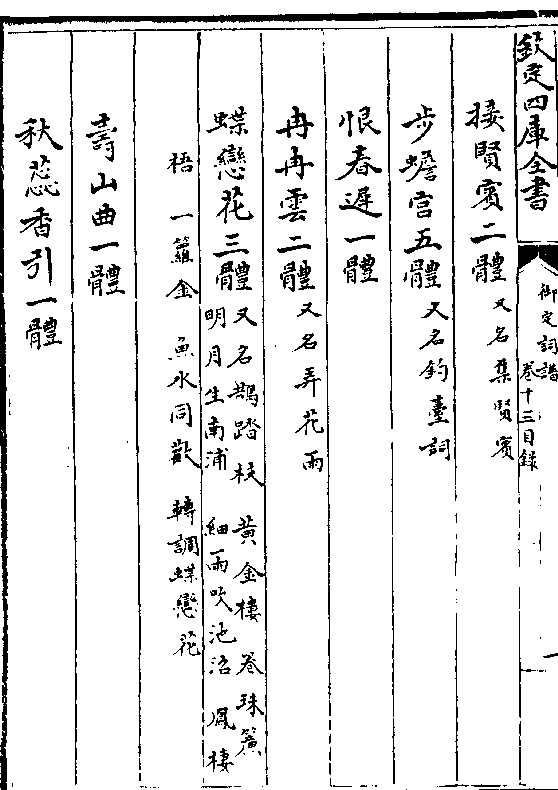 欽定四庫全書
御定詞譜
卷十三目錄
一
接賢賓二體 又名集賢賓
步蟾宮五體 又名釣臺詞
恨春遲一體
冉冉雲二體 又名弄花雨
蝶戀花三體 又名鵲踏枝 黃金樓 卷珠簾
明月生南浦 細雨吹池沼 鳳棲
梧 一籮金 魚水同歡 轉調蝶戀花
壽山曲一體
秋蕊香引一體